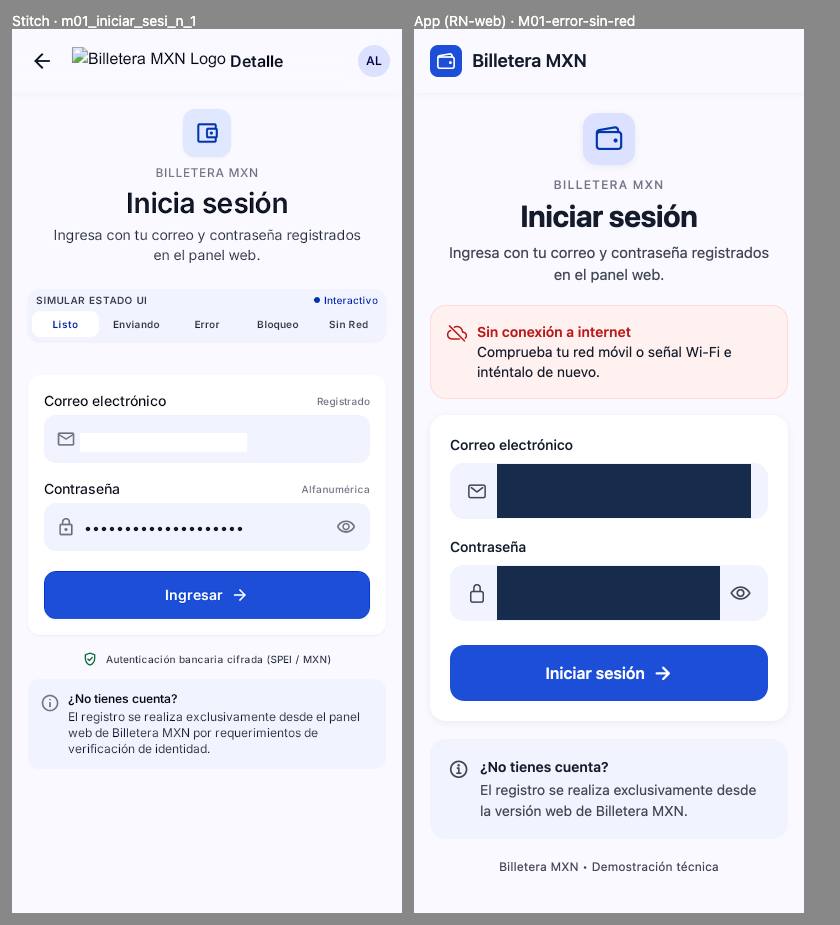 Stitch · m01_iniciar_sesi_n_1
Billetera MXN Logo Detalle
AL
BILLETERA MXN
Inicia sesión
Ingresa con tu correo y contraseña registrados
en el panel web.
SIMULAR ESTADO UI
Interactivo
Listo Enviando Error Bloqueo Sin Red
Correo electrónico Registrado
Contraseña Alfanumérica
Ingresar
Autenticación bancaria cifrada (SPEI / MXN)
¿No tienes cuenta?
El registro se realiza exclusivamente desde el panel
web de Billetera MXN por requerimientos de
verificación de identidad.
App (RN-web) · M01-error-sin-red
Billetera MXN
BILLETERA MXN
Iniciar sesión
Ingresa con tu correo y contraseña registrados
en el panel web.
Sin conexión a internet
Comprueba tu red móvil o señal Wi-Fi e
inténtalo de nuevo.
Correo electrónico
Contraseña
Iniciar sesión
¿No tienes cuenta?
El registro se realiza exclusivamente desde
la versión web de Billetera MXN.
Billetera MXN • Demostración técnica